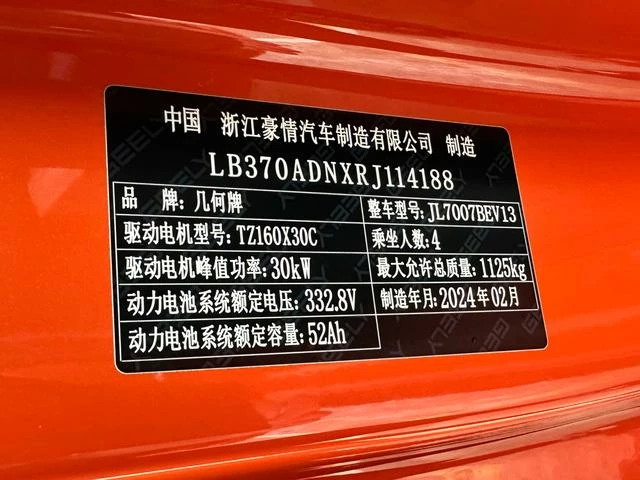 中国 浙江豪情汽车制造有限公司 制造
LB370ADNXRJ114188
品 牌: 几何牌 整车型号: JL7007BEV13
驱动电机型号: TZ160X30C 乘坐人数: 4
驱动电机峰值功率: 30kW 最大允许总质量: 1125kg
动力电池系统额定电压: 332.8V 制造年月: 2024年02月
动力电池系统额定容量: 52Ah